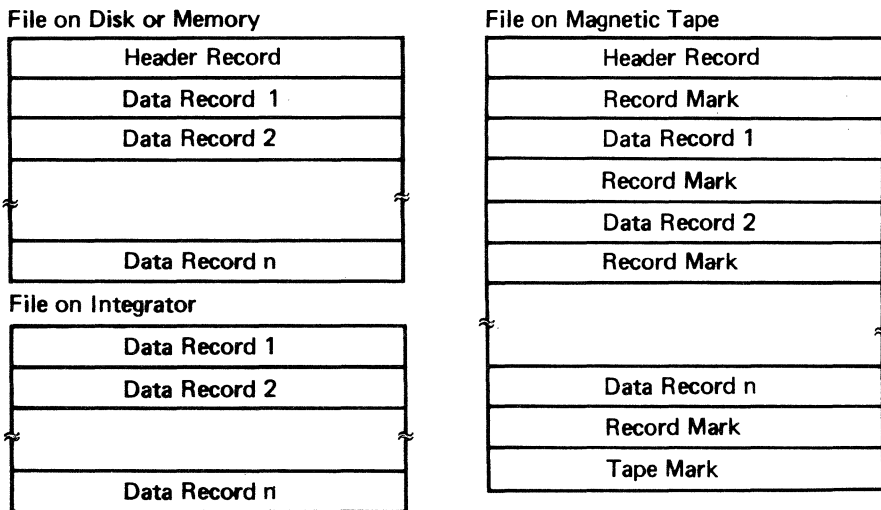 File on Disk or Memory
Header Record
Data Record 1
Data Record 2
Data Record n
File on Integrator
Data Record 1
Data Record 2
Data Record n
File on Magnetic Tape
Header Record
Record Mark
Data Record 1
Record Mark
Data Record 2
Record Mark
Data Record n
Record Mark
Tape Mark